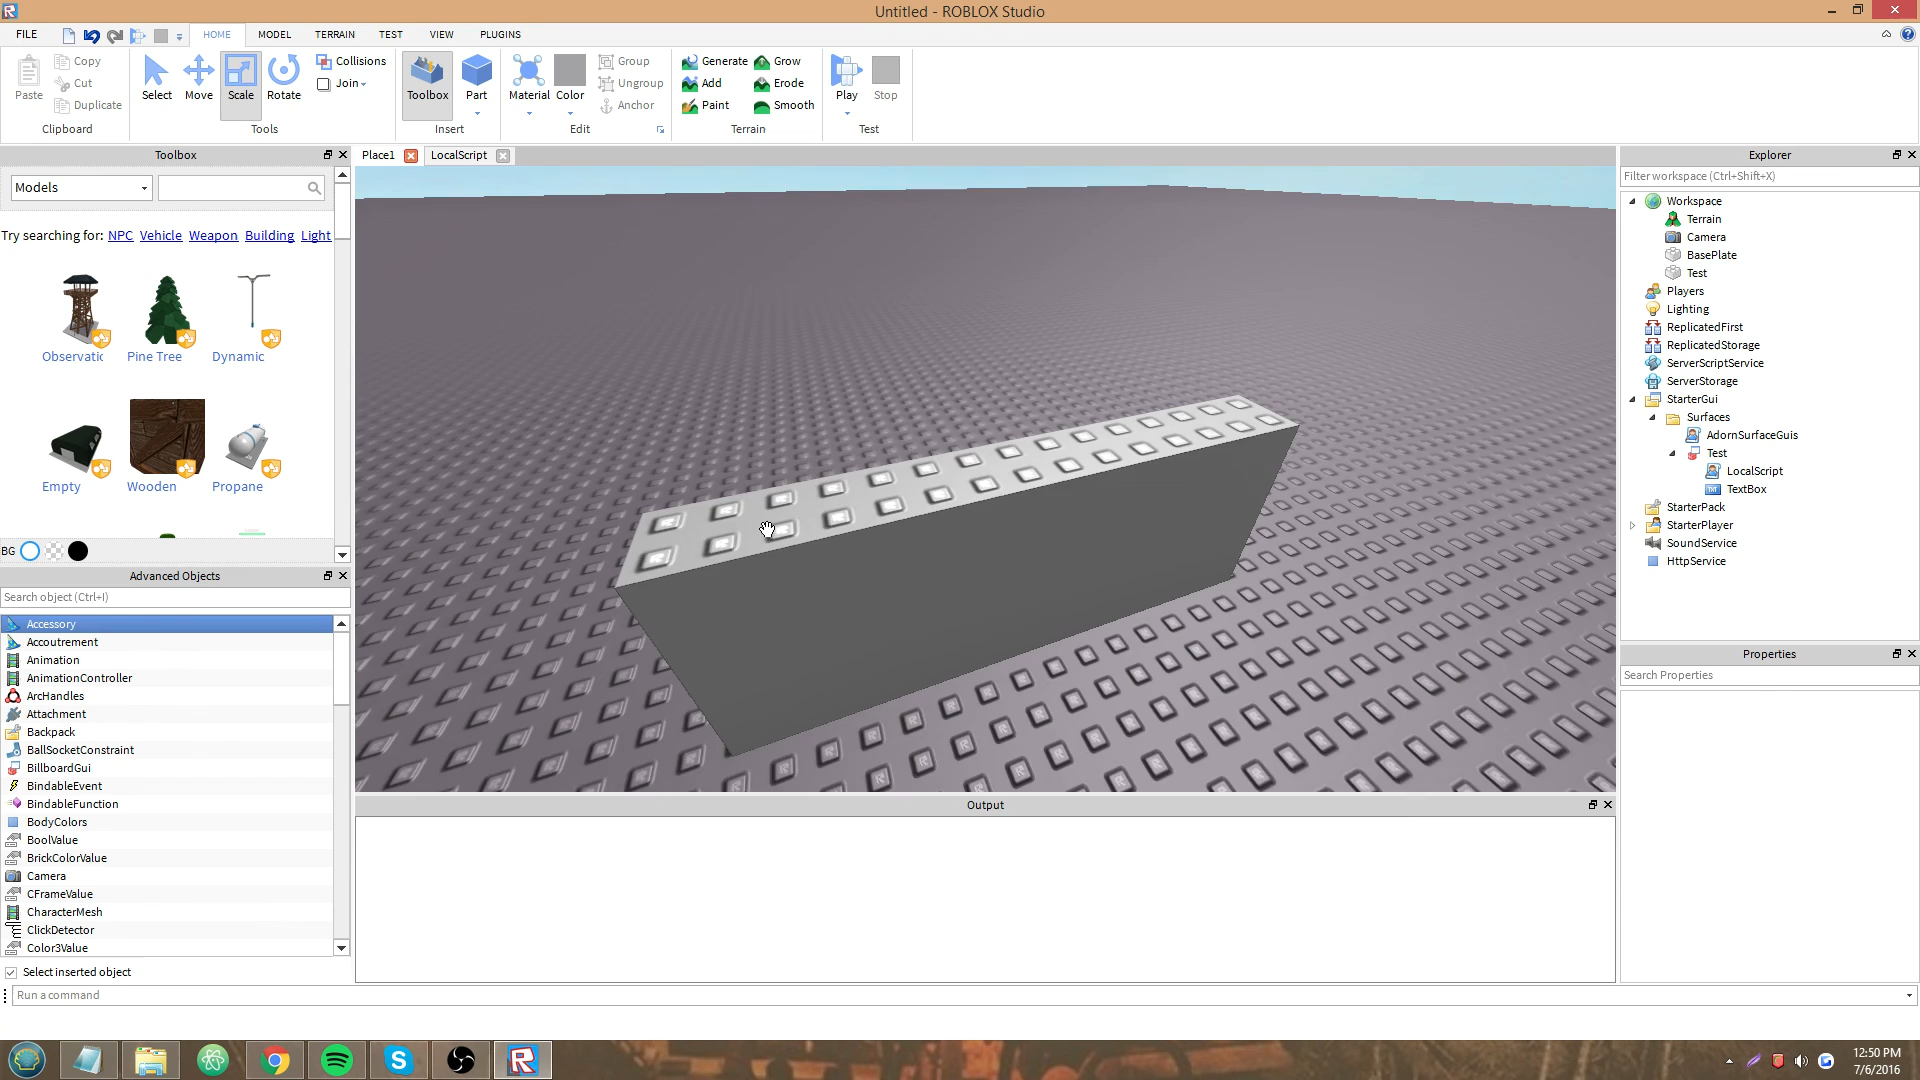 Untitled - ROBLOX Studio
FILE HOME MODEL TERRAIN TEST VIEW PLUGINS
Paste
Copy
Cut
Duplicate
Clipboard
Select Move Scale Rotate
Collisions
Join
Tools
Toolbox Part
Insert
Material Color
Group
Ungroup
Anchor
Edit
Generate Grow
Add Erode
Paint Smooth
Terrain
Play Stop
Test
Toolbox
Models
Try searching for: NPC Vehicle Weapon Building Light
Observatic Pine Tree Dynamic
Empty Wooden Propane
BG
Advanced Objects
Search object (Ctrl+I)
Accessory
Accoutrement
Animation
AnimationController
ArcHandles
Attachment
Backpack
BallSocketConstraint
BillboardGui
BindableEvent
BindableFunction
BodyColors
BoolValue
BrickColorValue
Camera
CFrameValue
CharacterMesh
ClickDetector
Color3Value
Select inserted object
Run a command
Place1 LocalScript
Output
Explorer
Filter workspace (Ctrl+Shift+X)
Workspace
Terrain
Camera
BasePlate
Test
Players
Lighting
ReplicatedFirst
ReplicatedStorage
ServerScriptService
ServerStorage
StarterGui
Surfaces
AdornSurfaceGuis
Test
LocalScript
TextBox
StarterPack
StarterPlayer
SoundService
HttpService
Properties
Search Properties
12:50 PM
7/6/2016